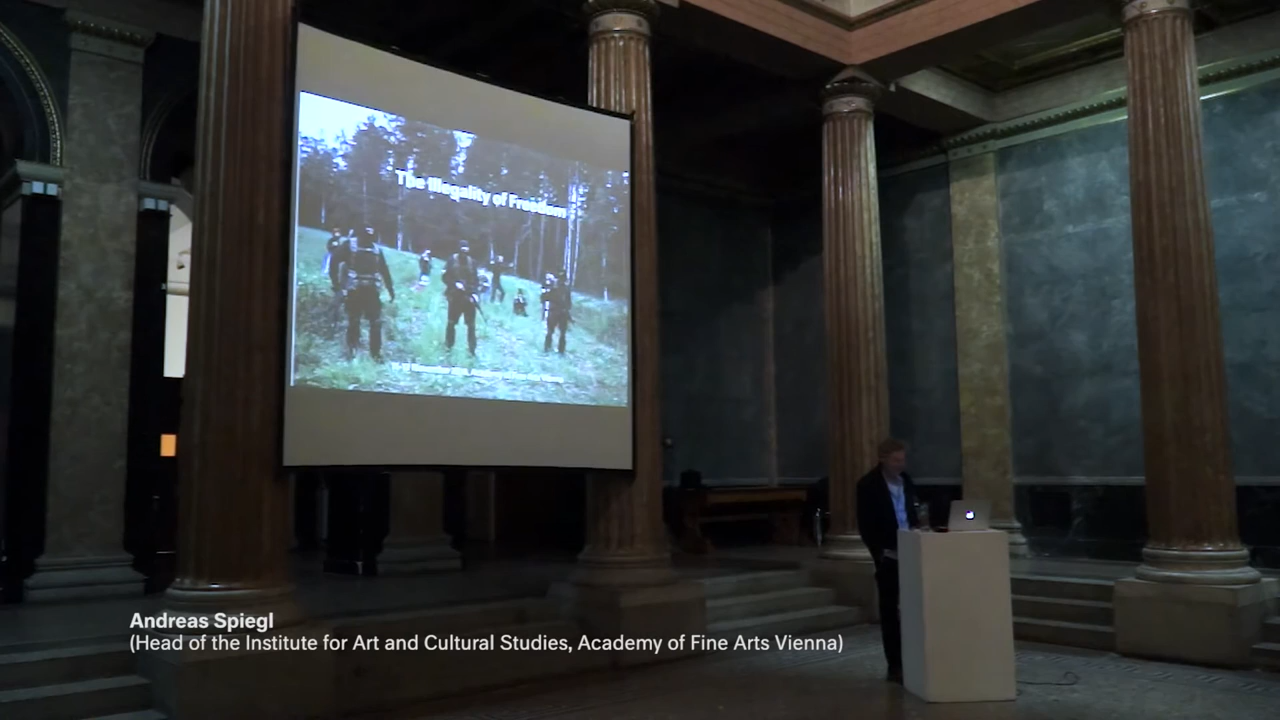 The Illegality of Freedom
Andreas Spiegl
(Head of the Institute for Art and Cultural Studies, Academy of Fine Arts Vienna)